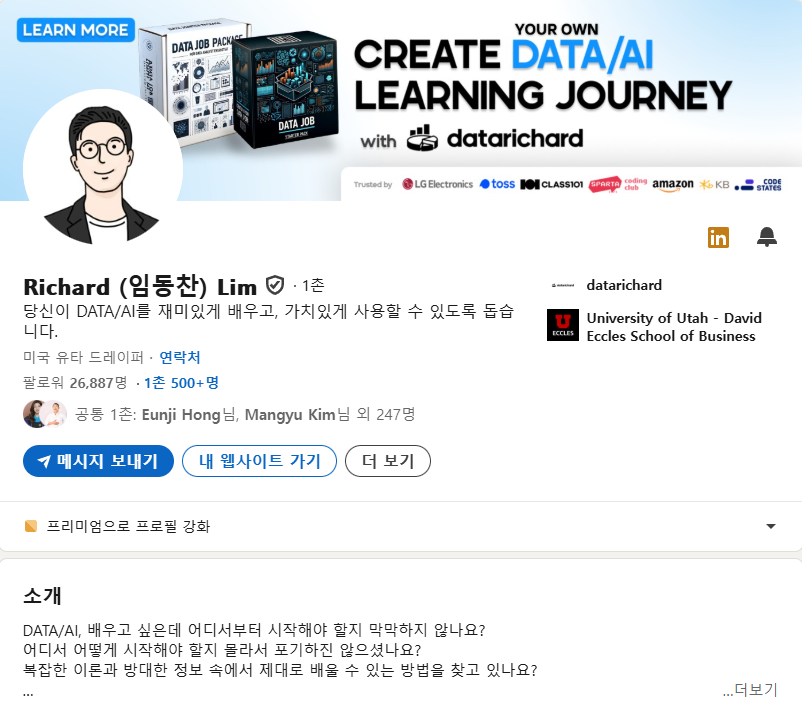 LEARN MORE
DATA JOB PACKAGE
DATA JOB
STARTER PACK
YOUR OWN
CREATE DATA/AI
LEARNING JOURNEY
with datarichard
Trusted by LG Electronics toss CLASS101 SPARTA coding club amazon KB CODE STATES
in
Richard (임동찬) Lim · 1촌
당신이 DATA/AI를 재미있게 배우고, 가치있게 사용할 수 있도록 돕습
니다.
미국 유타 드레이퍼 · 연락처
팔로워 26,887명 · 1촌 500+명
공통 1촌: Eunji Hong님, Mangyu Kim님 외 247명
메시지 보내기 내 웹사이트 가기 더 보기
datarichard
U
ECCLES
University of Utah - David
Eccles School of Business
프리미엄으로 프로필 강화
소개
DATA/AI, 배우고 싶은데 어디서부터 시작해야 할지 막막하지 않나요?
어디서 어떻게 시작해야 할지 몰라서 포기하진 않으셨나요?
복잡한 이론과 방대한 정보 속에서 제대로 배울 수 있는 방법을 찾고 있나요?
... ...더보기